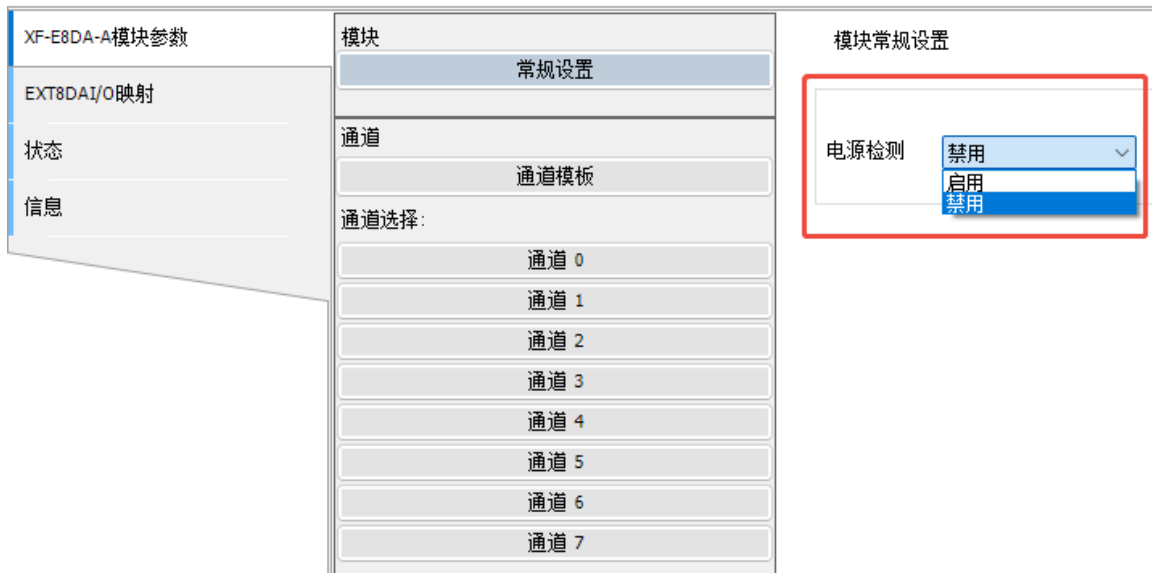 XF-E8DA-A模块参数
EXT8DAI/O映射
状态
信息
模块
常规设置
通道
通道模板
通道选择:
通道 0
通道 1
通道 2
通道 3
通道 4
通道 5
通道 6
通道 7
模块常规设置
电源检测
禁用
启用
禁用